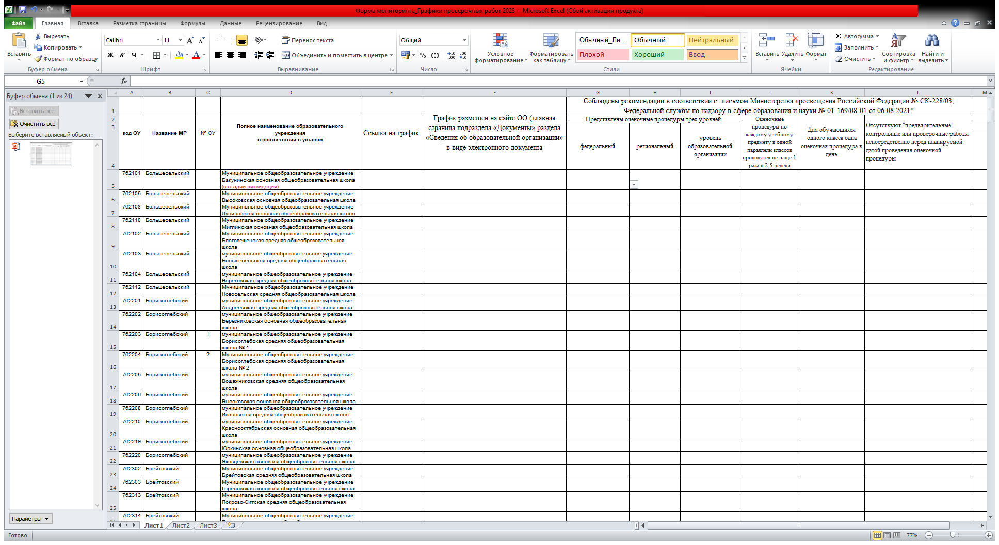 Форма мониторинга_Графики проверочных работ 2023 - Microsoft Excel (Сбой активации продукта)
Файл Главная Вставка Разметка страницы Формулы Данные Рецензирование Вид
Вставить
Вырезать
Копировать
Формат по образцу
Буфер обмена
Calibri 11
Ж К Ч А
Шрифт
Перенос текста
Объединить и поместить в центре
Выравнивание
Общий
% 000
Число
Условное форматирование
Форматировать как таблицу
Обычный_Ли... Обычный Нейтральный
Плохой Хороший Ввод
Стили
Вставить Удалить Формат
Ячейки
Автосумма
Заполнить
Очистить
Сортировка и фильтр
Найти и выделить
Редактирование
G5
fx
Буфер обмена (1 из 24)
Вставить все
Очистить все
Выберите вставляемый объект:
Параметры
A B C D E F G H I J K L M
1
Соблюдены рекомендации в соответствии с письмом Министерства просвещения Российской Федерации № СК-228/03,
Федеральной службы по надзору в сфере образования и науки № 01-169/08-01 от 06.08.2021*
2
3
4
код ОУ
Название МР
№ ОУ
Полное наименование образовательного
учреждения
в соответствии с уставом
Ссылка на график
График размещен на сайте ОО (главная
страница подраздела «Документы» раздела
«Сведения об образовательной организации»
в виде электронного документа
Представлены оценочные процедуры трех уровней
федеральный
региональный
уровень
образовательной
организации
Оценочные
процедуры по
каждому учебному
предмету в одной
параллели классов
проводятся не чаще 1
раза в 2,5 недели
Для обучающихся
одного класса одна
оценочная процедура в
день
Отсутствуют "предварительные"
контрольные или проверочные работы
непосредственно перед планируемой
датой проведения оценочной
процедуры
5 762101 Большесельский Муниципальное общеобразовательное учреждение
Бакунинская основная общеобразовательная школа
(в стадии ликвидации)
6 762105 Большесельский Муниципальное общеобразовательное учреждение
Высоковская основная общеобразовательная школа
7 762108 Большесельский Муниципальное общеобразовательное учреждение
Дуниловская основная общеобразовательная школа
8 762110 Большесельский Муниципальное общеобразовательное учреждение
Миглинская основная общеобразовательная школа
9 762102 Большесельский Муниципальное общеобразовательное учреждение
Благовещенская средняя общеобразовательная
школа
10 762103 Большесельский муниципальное общеобразовательное учреждение
Большесельская средняя общеобразовательная
школа
11 762104 Большесельский муниципальное общеобразовательное учреждение
Вареговская средняя общеобразовательная школа
12 762112 Большесельский Муниципальное общеобразовательное учреждение
Новосельская средняя общеобразовательная школа
13 762201 Борисоглебский муниципальное общеобразовательное учреждение
Андреевская средняя общеобразовательная школа
14 762202 Борисоглебский муниципальное общеобразовательное учреждение
Березниковская основная общеобразовательная
школа
15 762203 Борисоглебский 1 муниципальное общеобразовательное учреждение
Борисоглебская средняя общеобразовательная
школа № 1
16 762204 Борисоглебский 2 Муниципальное общеобразовательное учреждение
Борисоглебская средняя общеобразовательная
школа № 2
17 762205 Борисоглебский муниципальное общеобразовательное учреждение
Вощажниковская средняя общеобразовательная
школа
18 762206 Борисоглебский муниципальное общеобразовательное учреждение
Высоковская основная общеобразовательная школа
19 762208 Борисоглебский муниципальное общеобразовательное учреждение
Ивановская средняя общеобразовательная школа
20 762210 Борисоглебский муниципальное общеобразовательное учреждение
Краснооктябрьская основная общеобразовательная
школа
21 762219 Борисоглебский муниципальное общеобразовательное учреждение
Юркинская основная общеобразовательная школа
22 762220 Борисоглебский муниципальное общеобразовательное учреждение
Яковцевская основная общеобразовательная школа
23 762302 Брейтовский Муниципальное общеобразовательное учреждение
Брейтовская средняя общеобразовательная школа
24 762303 Брейтовский Муниципальное общеобразовательное учреждение
Гореловская основная общеобразовательная школа
25 762313 Брейтовский Муниципальное общеобразовательное учреждение
Покрово-Ситская средняя общеобразовательная
школа
762314 Брейтовский Муниципальное общеобразовательное учреждение
Лист1 Лист2 Лист3
Готово
77%